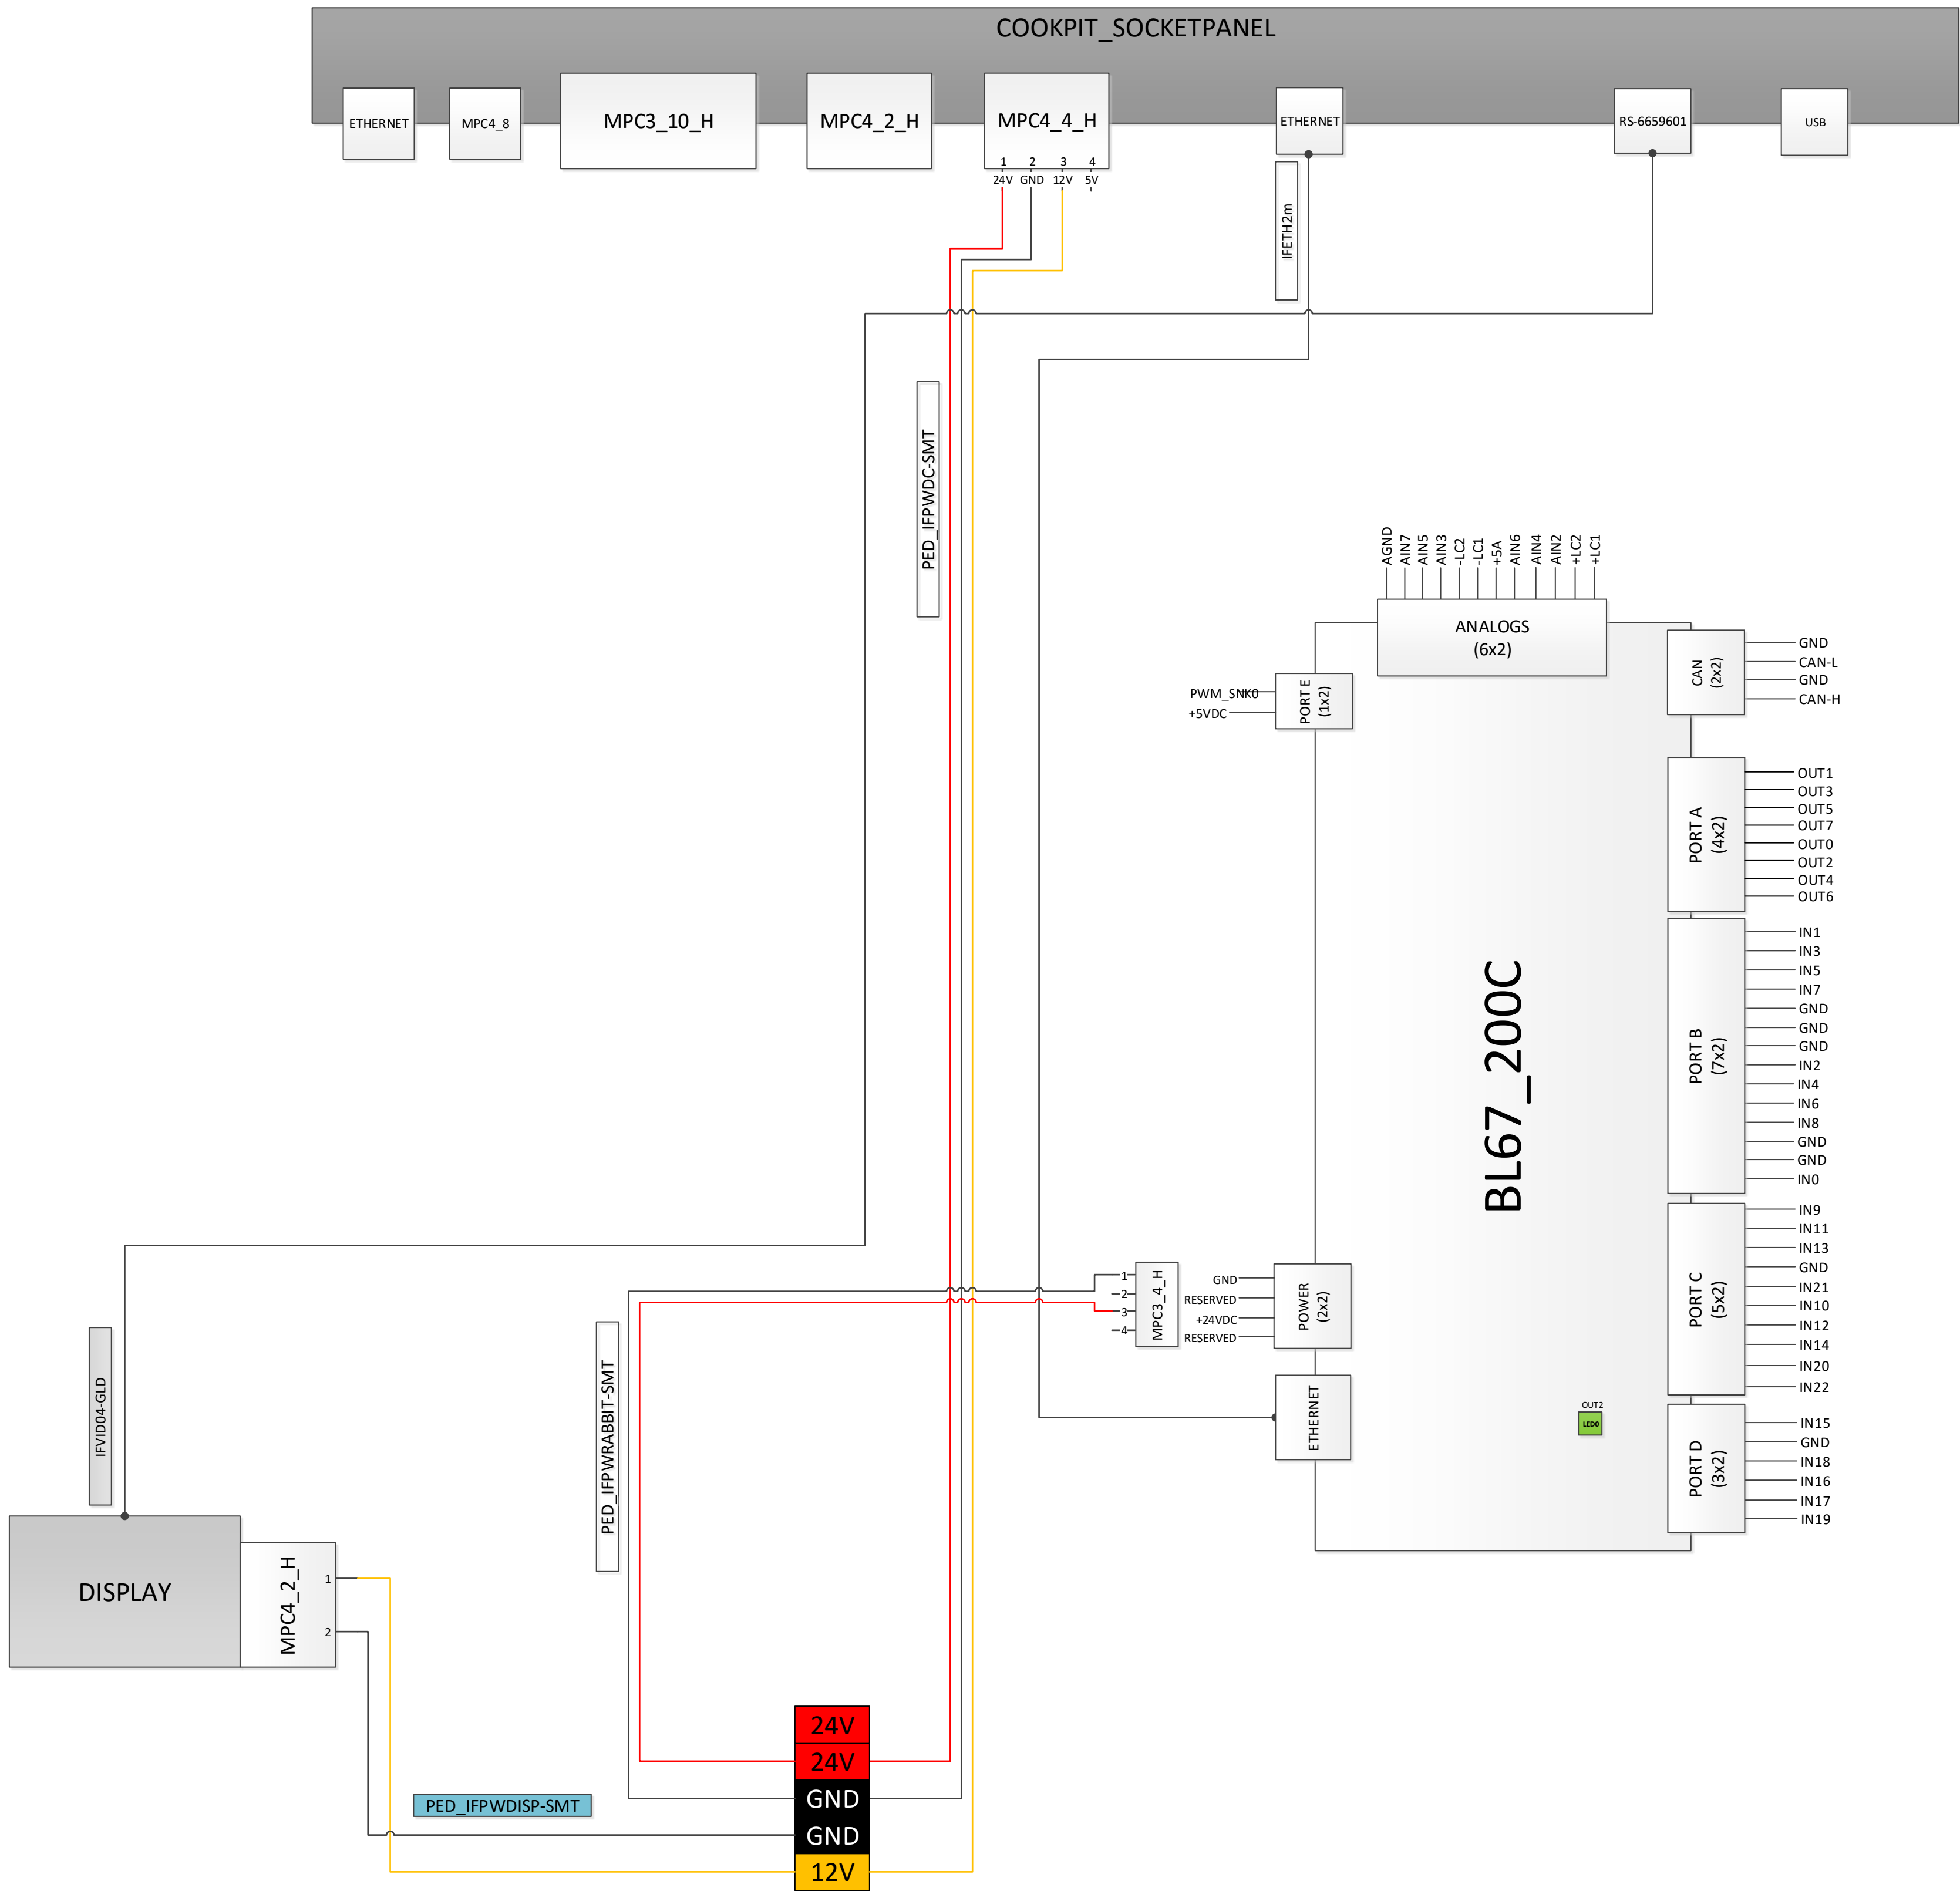 COOKPIT_SOCKETPANEL
ETHERNET
MPC4_8
MPC3_10_H
MPC4_2_H
MPC4_4_H
ETHERNET
RS-6659601
USB
1 2 3 4
24V GND 12V 5V
IFETH2m
PED_IFPWDC-SMT
AGND
AIN7
AIN5
AIN3
-LC2
-LC1
+5A
AIN6
AIN4
AIN2
+LC2
+LC1
ANALOGS
(6x2)
PWM_SNK0
+5VDC
PORT E
(1x2)
CAN
(2x2)
GND
CAN-L
GND
CAN-H
PORT A
(4x2)
OUT1
OUT3
OUT5
OUT7
OUT0
OUT2
OUT4
OUT6
BL67_200C
PORT B
(7x2)
IN1
IN3
IN5
IN7
GND
GND
GND
IN2
IN4
IN6
IN8
GND
GND
IN0
PORT C
(5x2)
IN9
IN11
IN13
GND
IN21
IN10
IN12
IN14
IN20
IN22
1
2
3
4
MPC3_4_H
GND
RESERVED
+24VDC
RESERVED
POWER
(2x2)
ETHERNET
OUT2
LED0
PORT D
(3x2)
IN15
GND
IN18
IN16
IN17
IN19
IFVID04-GLD
PED_IFPWRABBIT-SMT
DISPLAY
MPC4_2_H
1
2
PED_IFPWDISP-SMT
24V
24V
GND
GND
12V